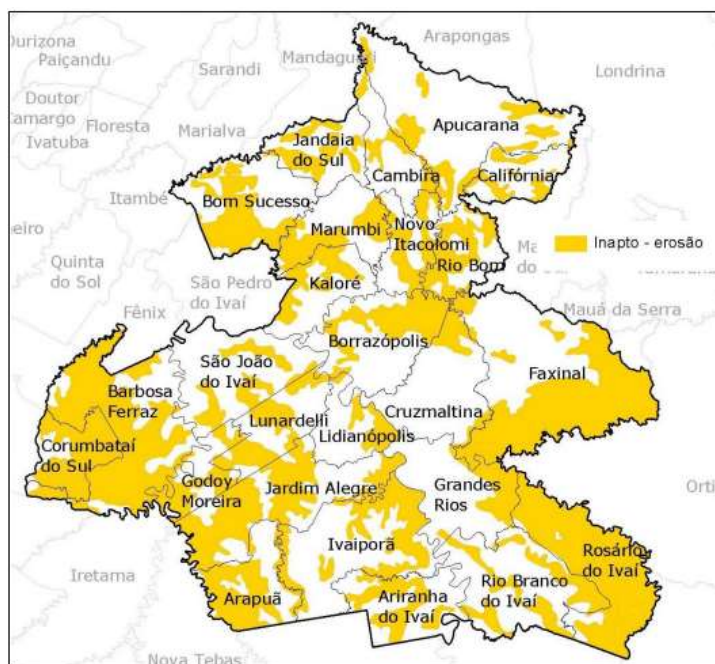 Arapongas
Ourizona
Paiçandu
Mandaguari
Sarandi
Londrina
Doutor
Camargo
Floresta
Ivatuba
Marialva
Apucarana
Jandaia
do Sul
Cambira
Califórnia
Itambé
Bom Sucesso
Marumbi
Novo
Itacolomi
Inapto - erosão
Quinta
do Sol
São Pedro
do Ivaí
Kaloré
Rio Bom
Mauá da Serra
Fênix
Borrazópolis
São João
do Ivaí
Faxinal
Barbosa
Ferraz
Cruzmaltina
Lunardelli
Lidianópolis
Corumbataí
do Sul
Godoy
Moreira
Jardim Alegre
Grandes
Rios
Orti
Ivaiporã
Rosário
do Ivaí
Iretama
Rio Branco
do Ivaí
Arapuã
Ariranha
do Ivaí
Nova Tebas